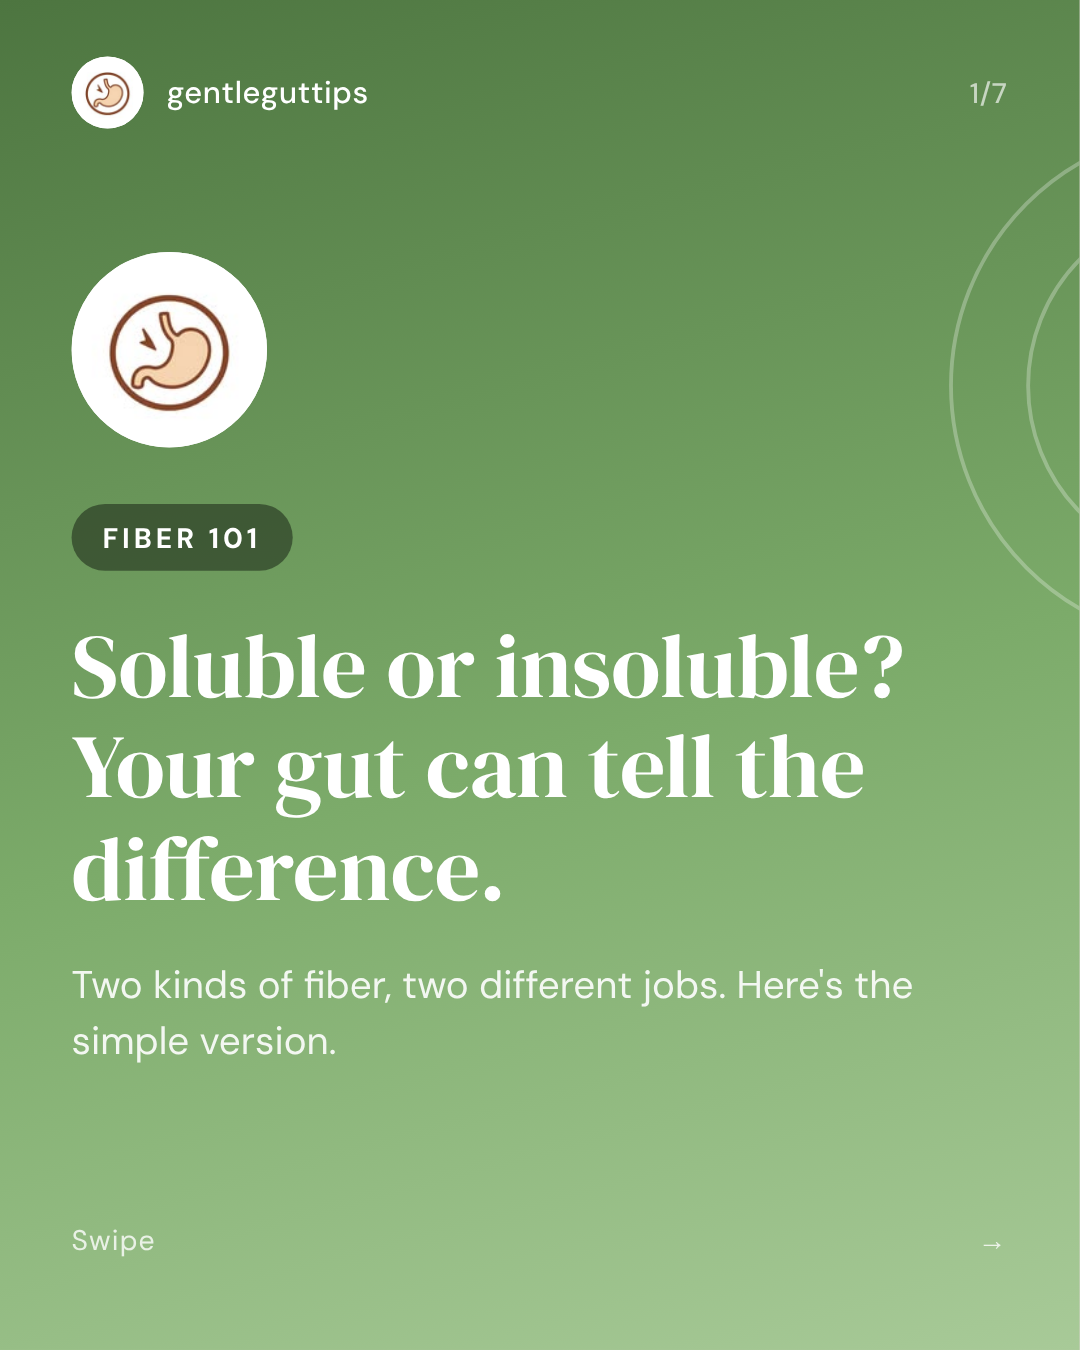 gentleguttips
1/7
FIBER 101
Soluble or insoluble?
Your gut can tell the
difference.
Two kinds of fiber, two different jobs. Here's the
simple version.
Swipe
→